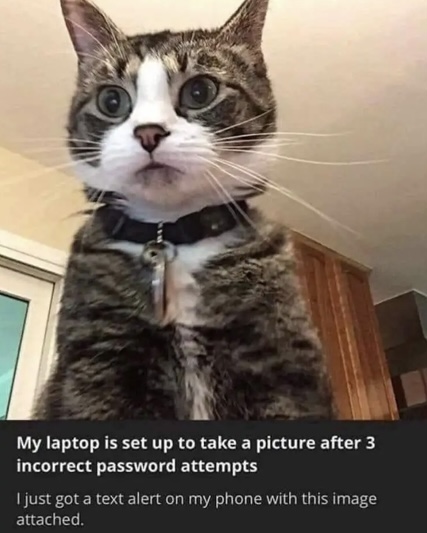 My laptop is set up to take a picture after 3
incorrect password attempts
I just got a text alert on my phone with this image
attached.